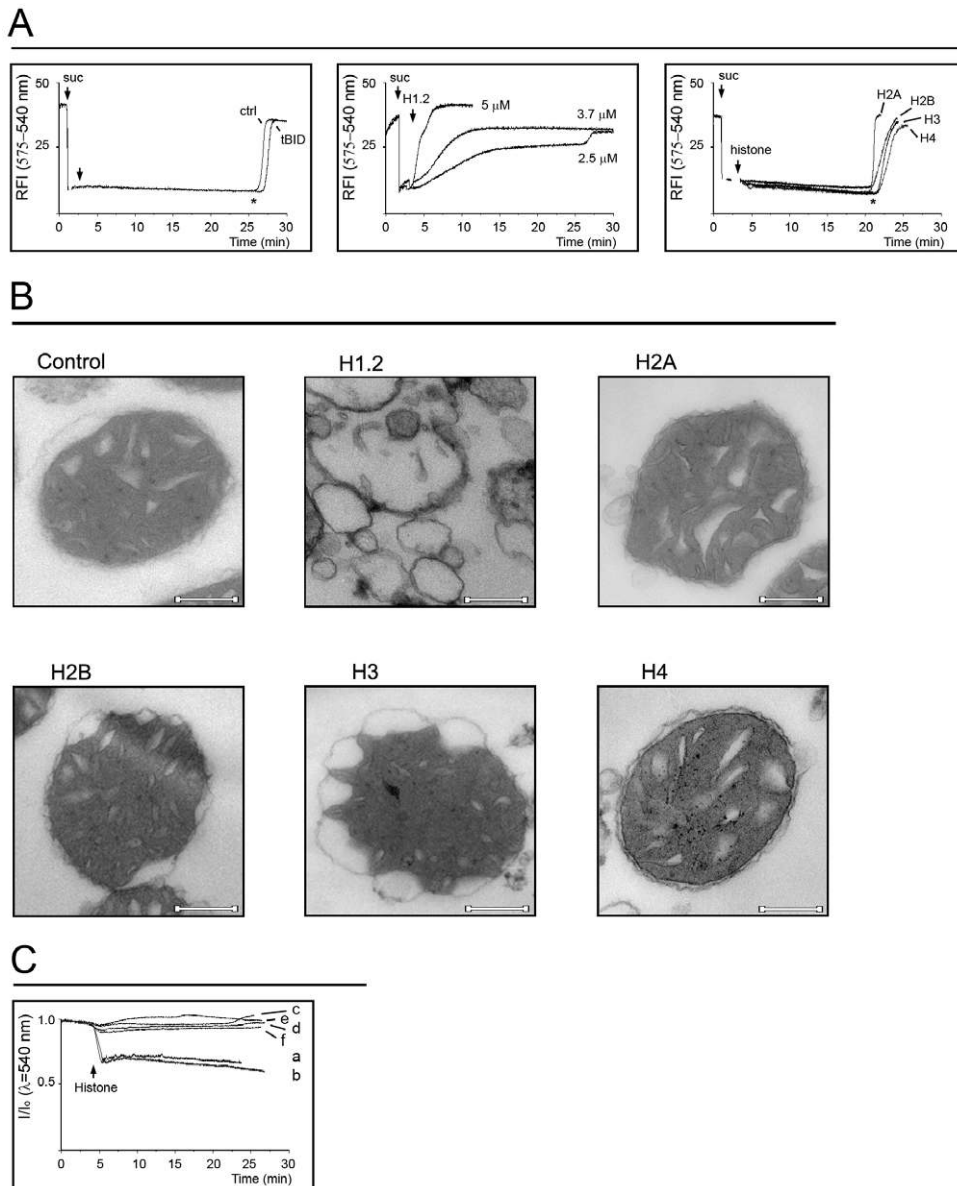 A
RFI (575–540 nm)
50
25
suc
ctrl
tBID
*
0 5 10 15 20 25 30
Time (min)
RFI (575–540 nm)
50
25
suc
H1.2
5 µM
3.7 µM
2.5 µM
0 5 10 15 20 25 30
Time (min)
RFI (575–540 nm)
50
25
suc
histone
H2A
H2B
H3
H4
*
0 5 10 15 20 25 30
Time (min)
B
Control
H1.2
H2A
H2B
H3
H4
C
I/Iₒ (λ=540 nm)
1.0
0.5
Histone
c
e
d
f
a
b
0 5 10 15 20 25 30
Time (min)